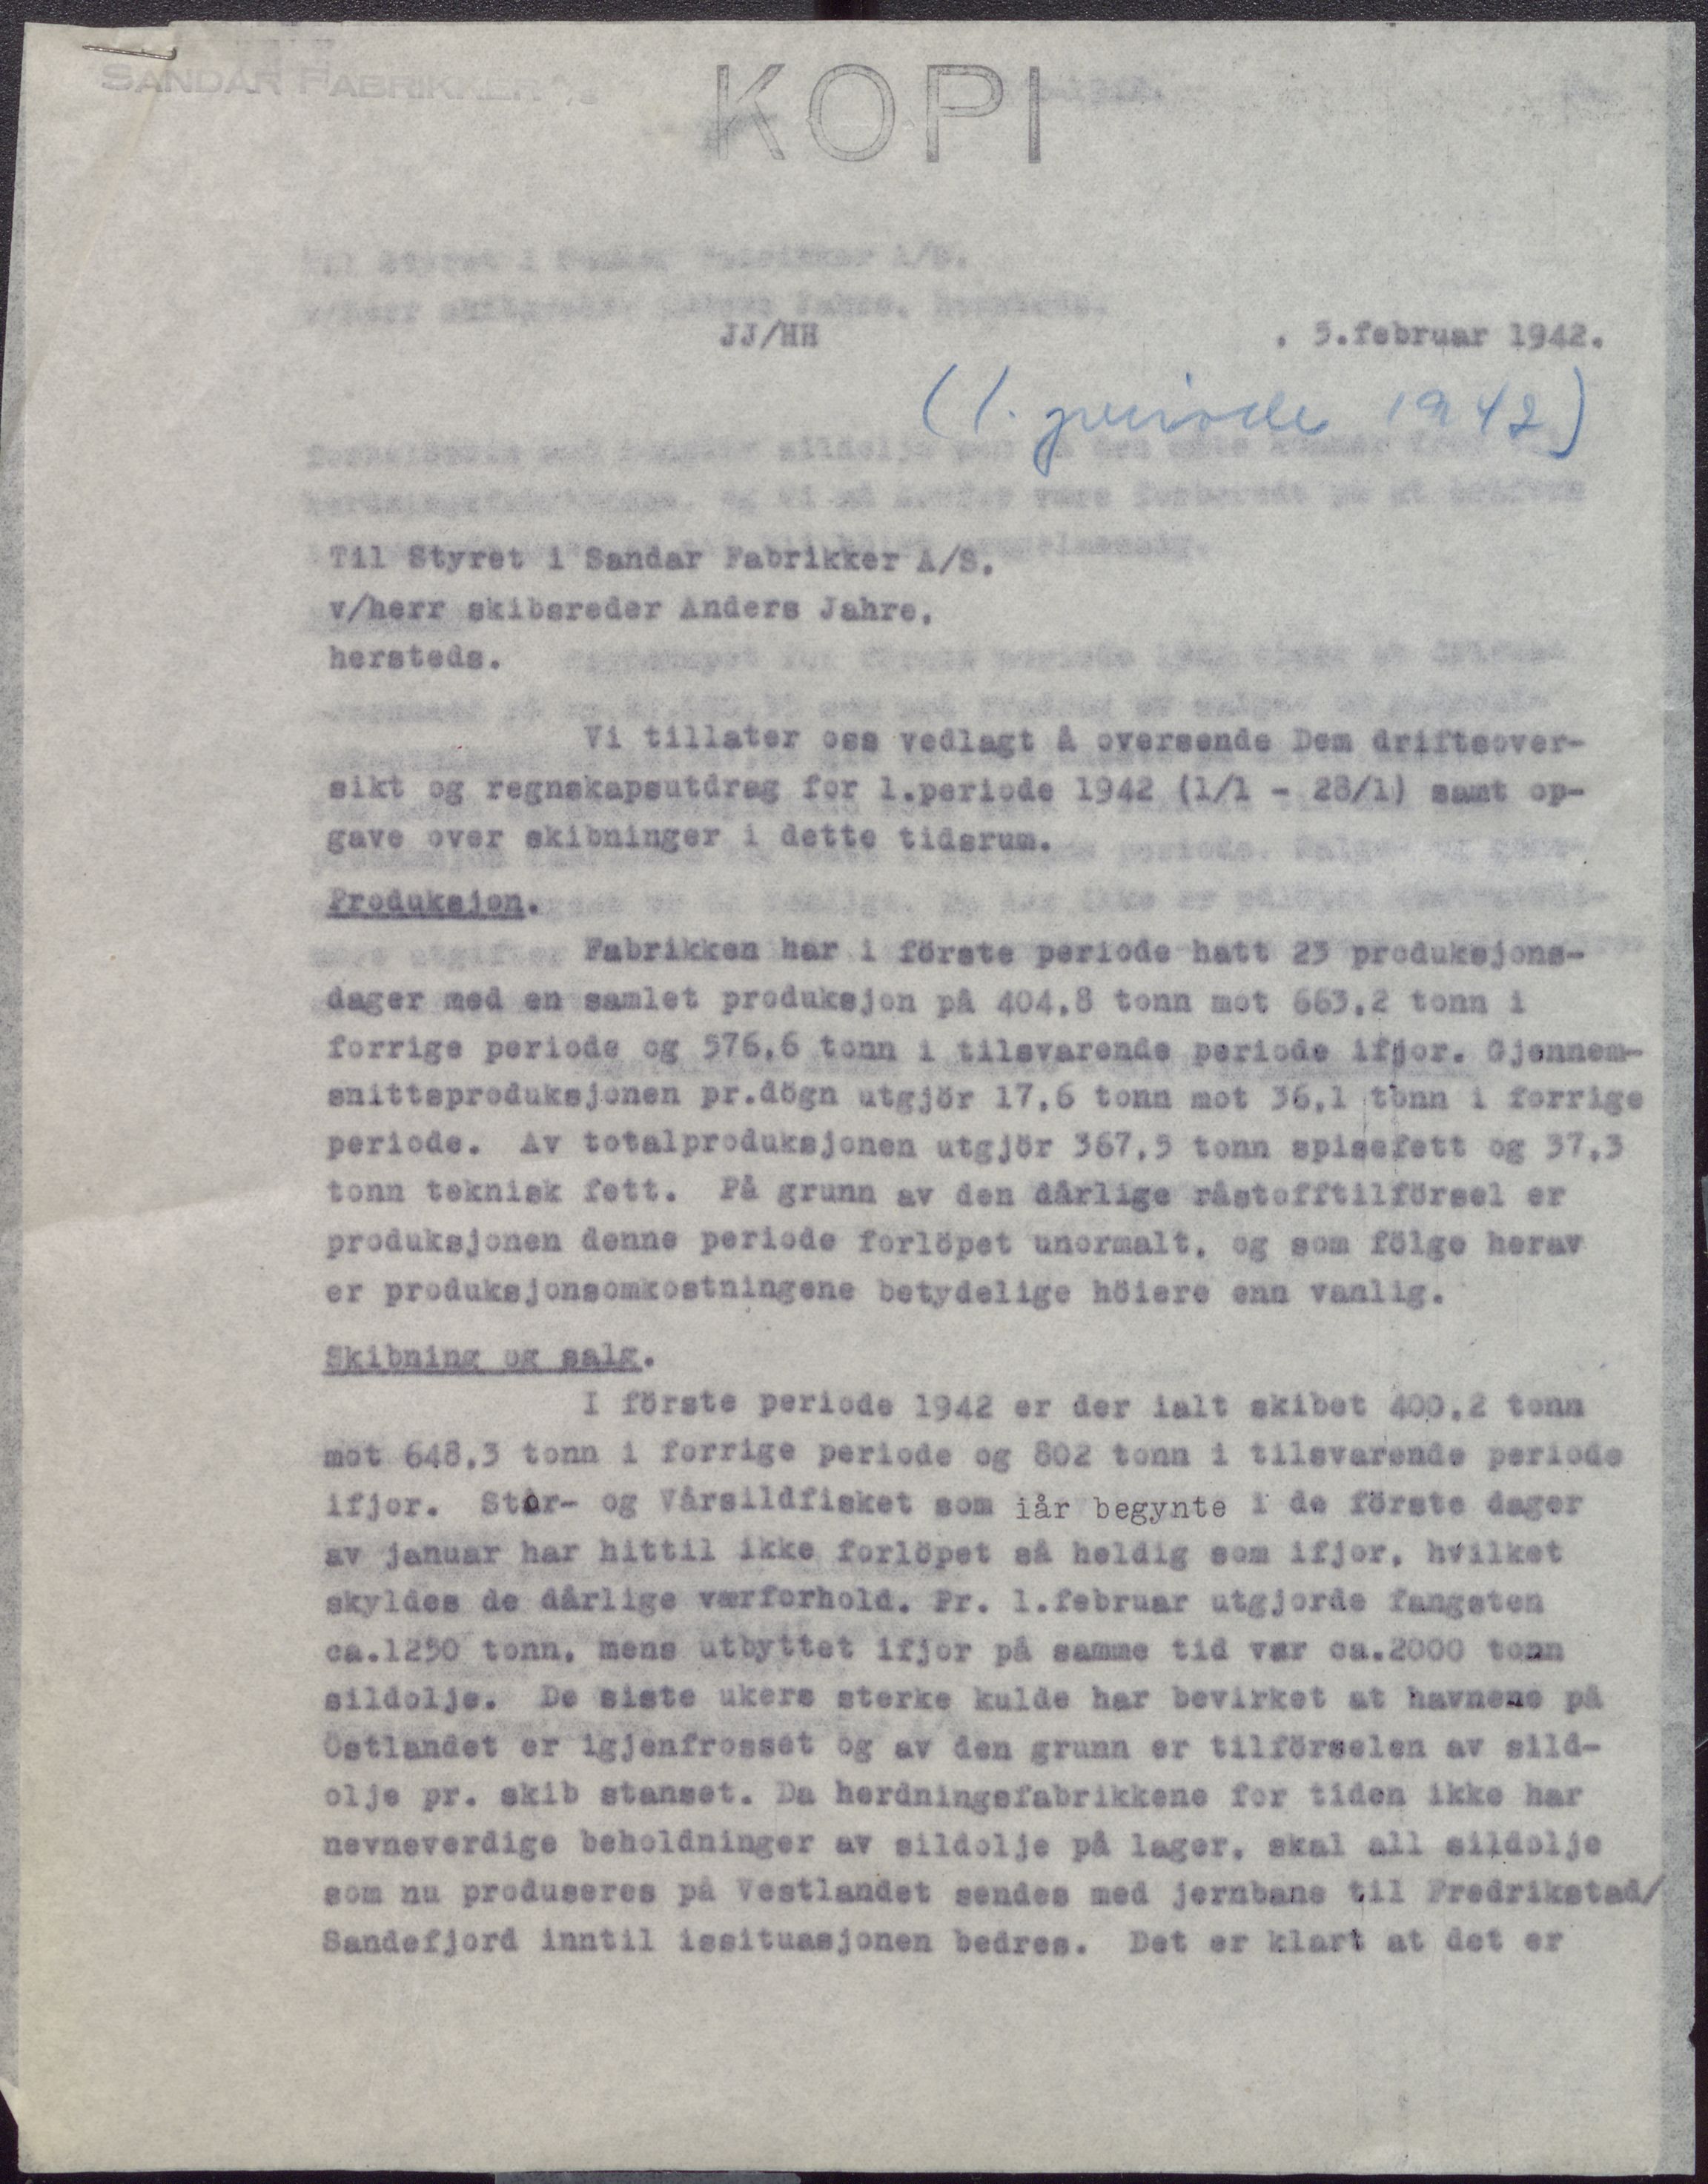 SANDAR FABRIKKER A/S
KOPI
JJ/HH . 5.februar 1942.
(1. periode 1942)
Til Styret i Sandar Fabrikker A/S.
v/herr skibsreder Anders Jahre,
hersteds.
Vi tillater oss vedlagt å oversende Dem driftsover-
sikt og regnskapsutdrag for 1.periode 1942 (1/1 - 28/1) samt op-
gave over skibninger i dette tidsrum.
Produksjon.
Fabrikken har i förste periode hatt 23 produksjons-
dager med en samlet produksjon på 404,8 tonn mot 663,2 tonn i
forrige periode og 576,6 tonn i tilsvarende periode ifjor. Gjennem-
snittsproduksjonen pr.dögn utgjör 17,6 tonn mot 36,1 tonn i forrige
periode. Av totalproduksjonen utgjör 367,5 tonn spisefett og 37,3
tonn teknisk fett. På grunn av den dårlige råstofftilförsel er
produksjonen denne periode forlöpet unormalt, og som fölge herav
er produksjonsomkostningene betydelige höiere enn vanlig.
Skibning og salg.
I förste periode 1942 er der ialt skibet 400,2 tonn
mot 648,3 tonn i forrige periode og 802 tonn i tilsvarende periode
ifjor. Stor- og Vårsildfisket som iår begynte i de förste dager
av januar har hittil ikke forlöpet så heldig som ifjor, hvilket
skyldes de dårlige værforhold. Pr. 1.februar utgjorde fangsten
ca.1250 tonn, mens utbyttet ifjor på samme tid var ca.2000 tonn
sildolje. De siste ukers sterke kulde har bevirket at havnene på
Östlandet er igjenfrosset og av den grunn er tilförselen av sild-
olje pr. skib stanset. Da herdningsfabrikkene for tiden ikke har
nevneverdige beholdninger av sildolje på lager, skal all sildolje
som nu produseres på Vestlandet sendes med jernbane til Fredrikstad/
Sandefjord inntil issituasjonen bedres. Det er klart at det er